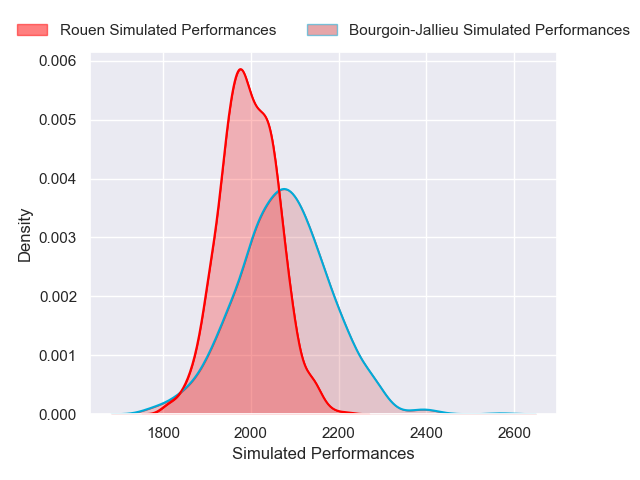 Rouen Simulated Performances
Bourgoin-Jallieu Simulated Performances
0.006
0.005
0.004
0.003
0.002
0.001
0.000
Density
1800 2000 2200 2400 2600
Simulated Performances